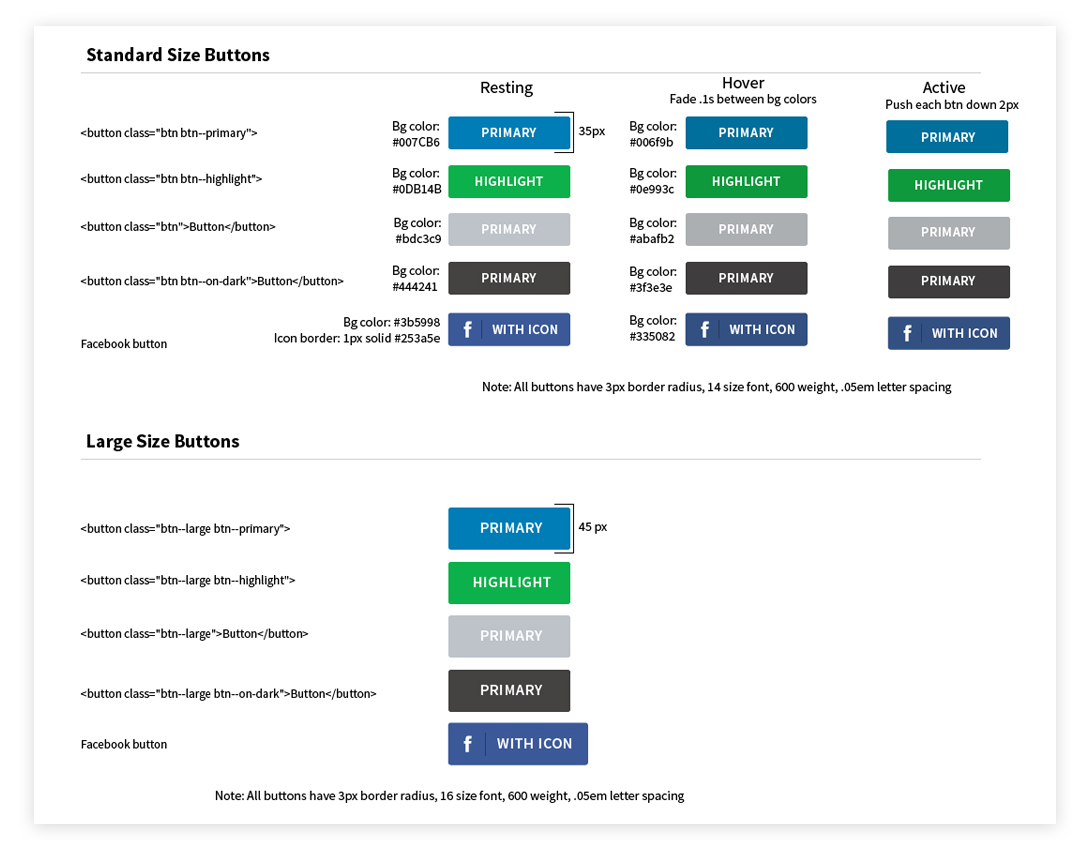 Standard Size Buttons
Resting
Hover
Fade .1s between bg colors
Active
Push each btn down 2px
<button class="btn btn--primary">
Bg color:
#007CB6
PRIMARY
35px
Bg color:
#006f9b
PRIMARY
PRIMARY
<button class="btn btn--highlight">
Bg color:
#0DB14B
HIGHLIGHT
Bg color:
#0e993c
HIGHLIGHT
HIGHLIGHT
<button class="btn">Button</button>
Bg color:
#bdc3c9
PRIMARY
Bg color:
#abafb2
PRIMARY
PRIMARY
<button class="btn btn--on-dark">Button</button>
Bg color:
#444241
PRIMARY
Bg color:
#3f3e3e
PRIMARY
PRIMARY
Facebook button
Bg color: #3b5998
Icon border: 1px solid #253a5e
f WITH ICON
Bg color:
#335082
f WITH ICON
f WITH ICON
Note: All buttons have 3px border radius, 14 size font, 600 weight, .05em letter spacing
Large Size Buttons
<button class="btn--large btn--primary">
PRIMARY
45 px
<button class="btn--large btn--highlight">
HIGHLIGHT
<button class="btn--large">Button</button>
PRIMARY
<button class="btn--large btn--on-dark">Button</button>
PRIMARY
Facebook button
f WITH ICON
Note: All buttons have 3px border radius, 16 size font, 600 weight, .05em letter spacing